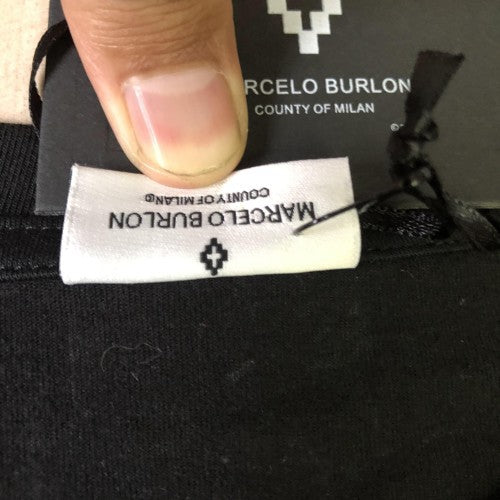 RCELO BURLON
COUNTY OF MILAN
MARCELO BURLON
COUNTY OF MILAN®